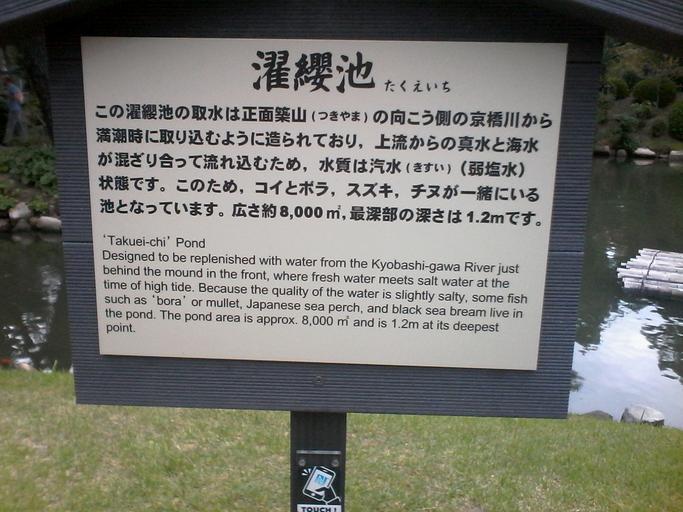 濯纓池 たくえいち
この濯纓池の取水は正面築山(つきやま)の向こう側の京橋川から
満潮時に取り込むように造られており，上流からの真水と海水
が混ざり合って流れ込むため，水質は汽水(きすい)（弱塩水）
状態です。このため，コイとボラ，スズキ，チヌが一緒にいる
池となっています。広さ約8,000㎡，最深部の深さは1.2mです。
‘Takuei-chi’ Pond
Designed to be replenished with water from the Kyobashi-gawa River just
behind the mound in the front, where fresh water meets salt water at the
time of high tide. Because the quality of the water is slightly salty, some fish
such as ‘bora’ or mullet, Japanese sea perch, and black sea bream live in
the pond. The pond area is approx. 8,000 ㎡ and is 1.2m at its deepest
point.
TOUCH!